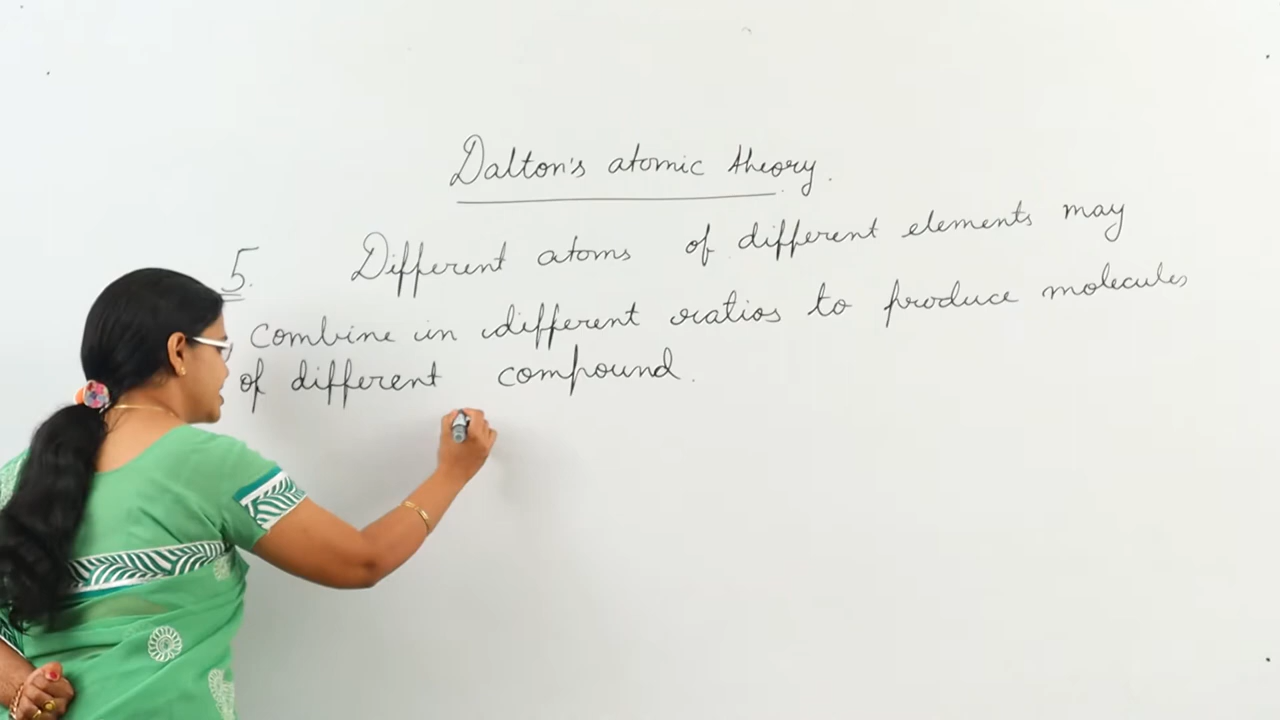 Dalton's atomic theory.
5. Different atoms of different elements may
combine in different ratios to produce molecules
of different compound.